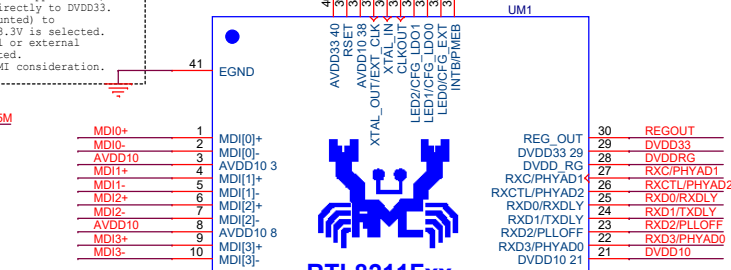 irectly to DVDD33.
unted) to
3.3V is selected.
l or external
ted.
MI consideration.
UM1
AVDD33 40
RSET
AVDD10 38
XTAL_OUT/EXT_CLK
XTAL_IN
CLKOUT
LED2/CFG_LDO1
LED1/CFG_LDO0
LED0/CFG_EXT
INTB/PMEB
41 EGND
5M
MDI0+ 1 MDI[0]+
MDI0- 2 MDI[0]-
AVDD10 3 AVDD10 3
MDI1+ 4 MDI[1]+
MDI1- 5 MDI[1]-
MDI2+ 6 MDI[2]+
MDI2- 7 MDI[2]-
AVDD10 8 AVDD10 8
MDI3+ 9 MDI[3]+
MDI3- 10 MDI[3]-
REG_OUT 30 REGOUT
DVDD33 29 29 DVDD33
DVDD_RG 28 DVDDRG
RXC/PHYAD1 27 RXC/PHYAD1
RXCTL/PHYAD2 26 RXCTL/PHYAD2
RXD0/RXDLY 25 RXD0/RXDLY
RXD1/TXDLY 24 RXD1/TXDLY
RXD2/PLLOFF 23 RXD2/PLLOFF
RXD3/PHYAD0 22 RXD3/PHYAD0
DVDD10 21 21 DVDD10
RTL8211Fxx